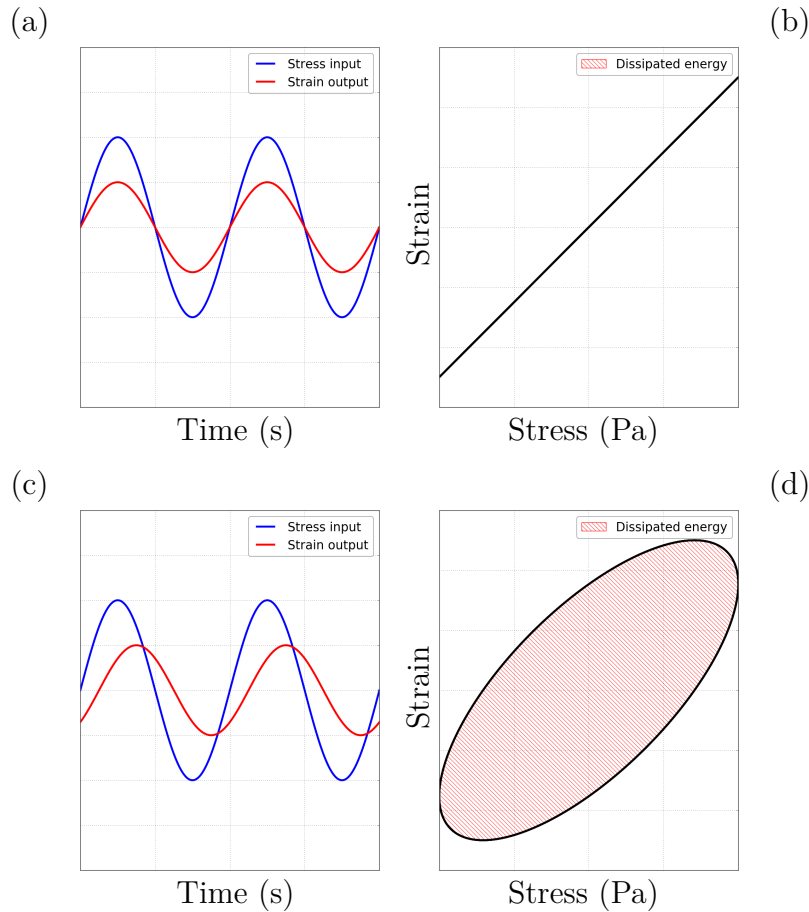 (a)
(b)
Stress input
Strain output
Dissipated energy
Strain
Time (s)
Stress (Pa)
(c)
(d)
Stress input
Strain output
Dissipated energy
Strain
Time (s)
Stress (Pa)